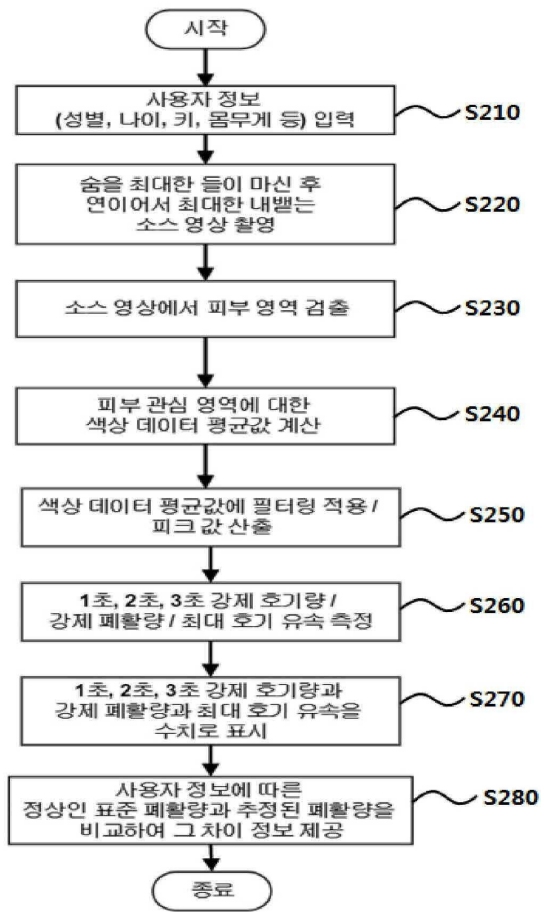 시작
사용자 정보
(성별, 나이, 키, 몸무게 등) 입력
S210
숨을 최대한 들이 마신 후
연이어서 최대한 내뱉는
소스 영상 촬영
S220
소스 영상에서 피부 영역 검출
S230
피부 관심 영역에 대한
색상 데이터 평균값 계산
S240
색상 데이터 평균값에 필터링 적용 /
피크 값 산출
S250
1초, 2초, 3초 강제 호기량 /
강제 폐활량 / 최대 호기 유속 측정
S260
1초, 2초, 3초 강제 호기량과
강제 폐활량과 최대 호기 유속을
수치로 표시
S270
사용자 정보에 따른
정상인 표준 폐활량과 추정된 폐활량을
비교하여 그 차이 정보 제공
S280
종료